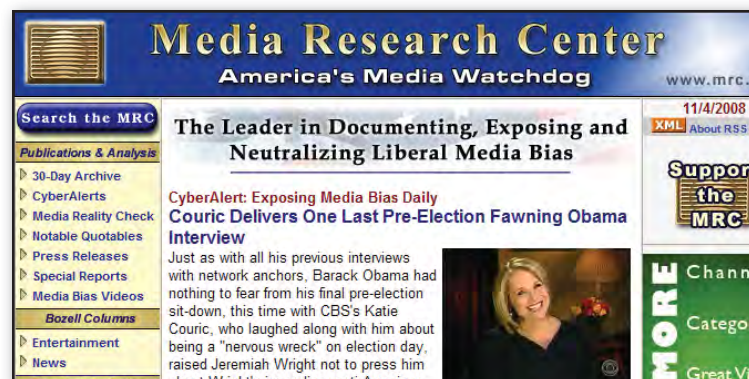 Media Research Center
America's Media Watchdog
www.mrc.
Search the MRC
Publications & Analysis
30-Day Archive
CyberAlerts
Media Reality Check
Notable Quotables
Press Releases
Special Reports
Media Bias Videos
Bozell Columns
Entertainment
News
The Leader in Documenting, Exposing and
Neutralizing Liberal Media Bias
CyberAlert: Exposing Media Bias Daily
Couric Delivers One Last Pre-Election Fawning Obama
Interview
Just as with all his previous interviews
with network anchors, Barack Obama had
nothing to fear from his final pre-election
sit-down, this time with CBS's Katie
Couric, who laughed along with him about
being a "nervous wreck" on election day,
raised Jeremiah Wright not to press him
11/4/2008
XML About RSS
Suppor
the
MRC
MORE
Chann
Catego
Great Vi